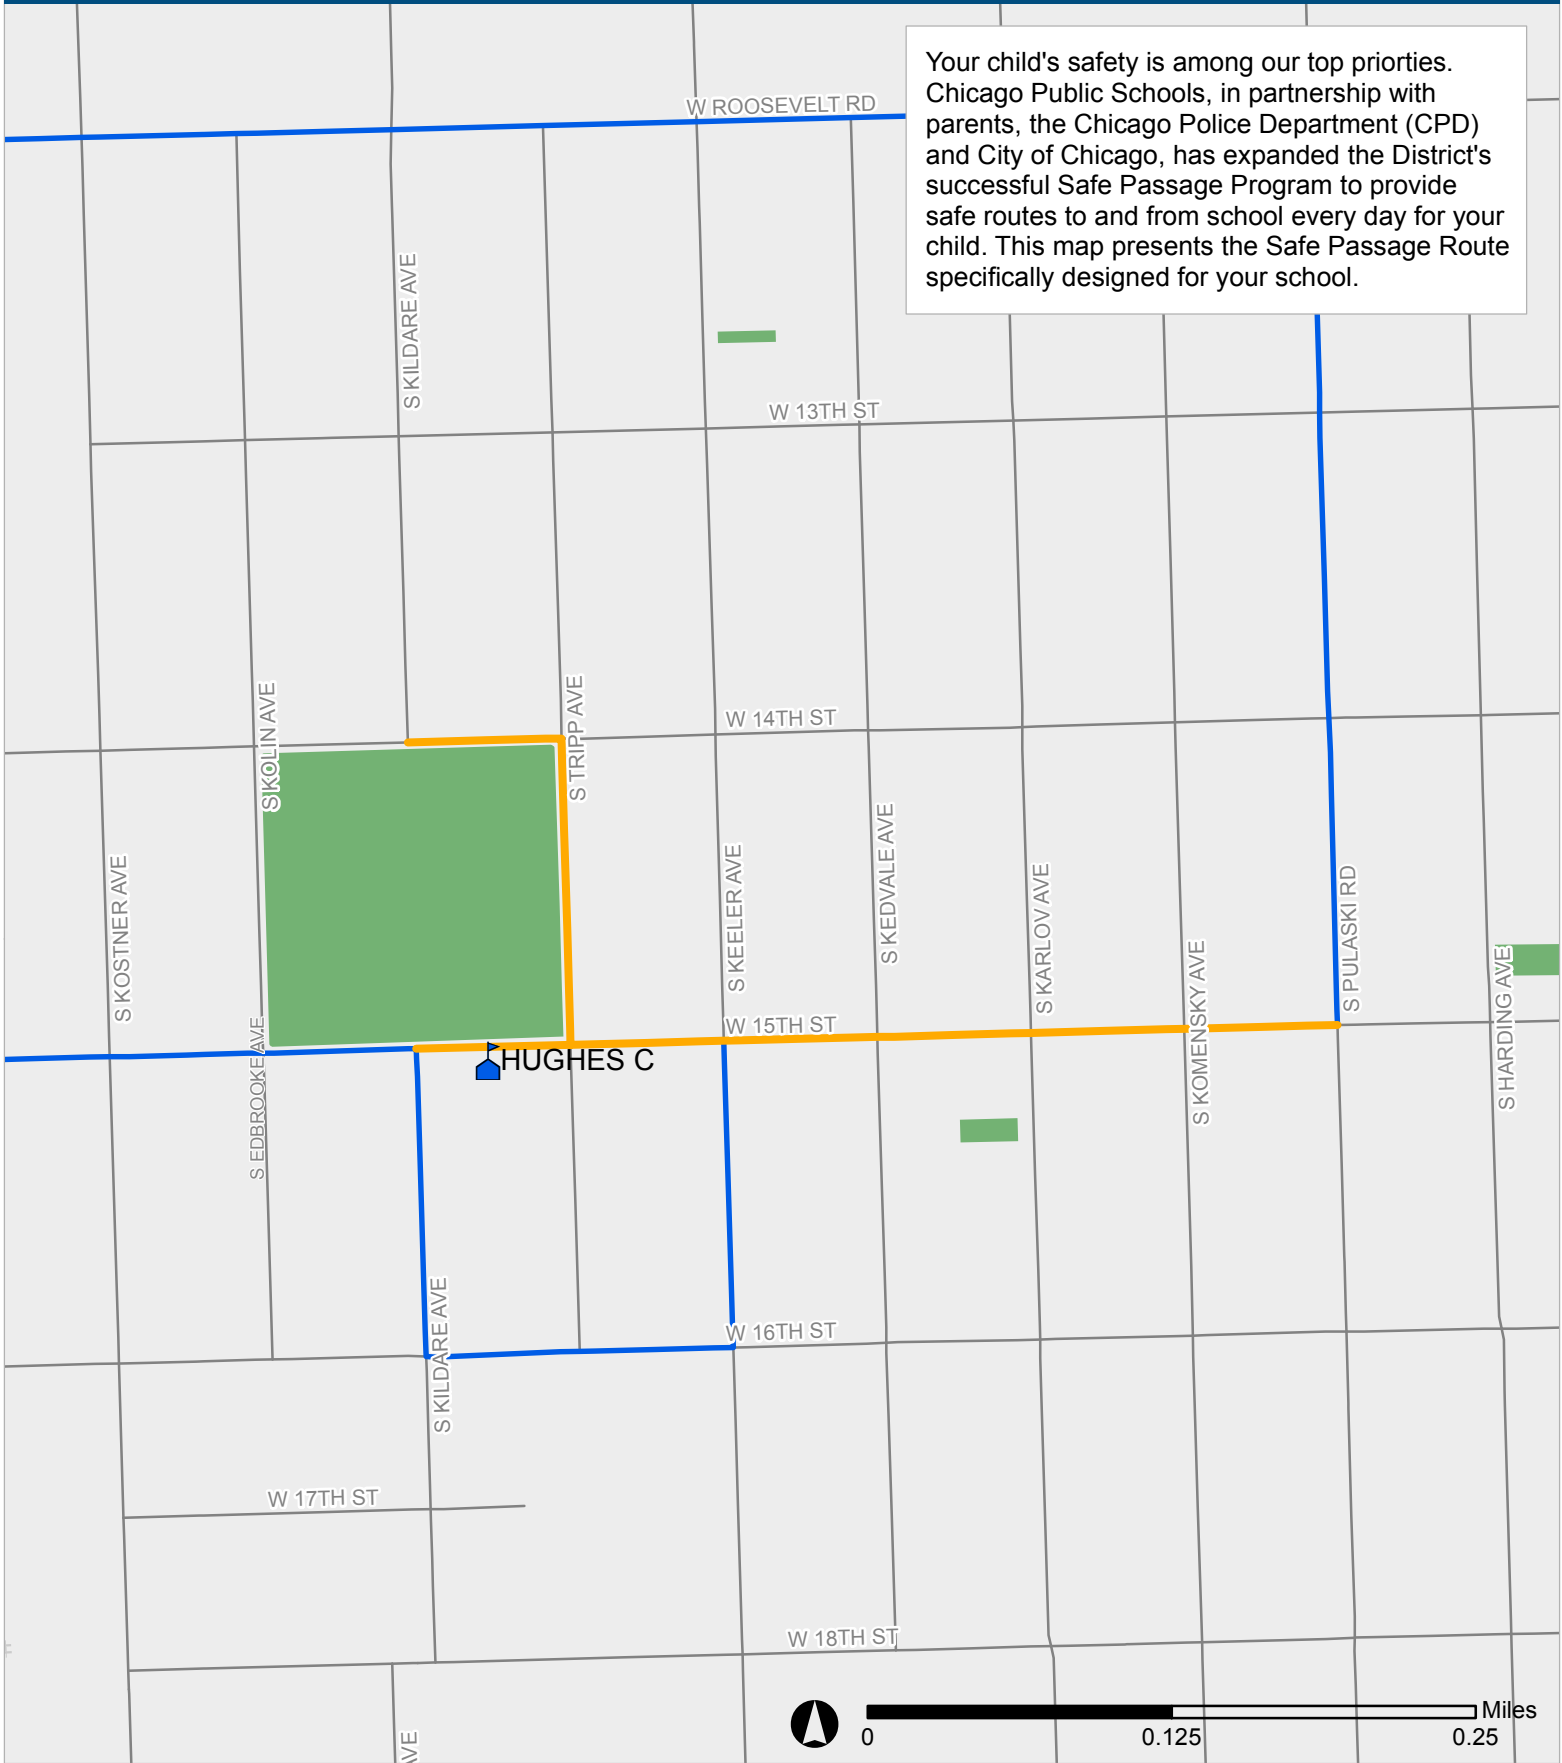 Your child's safety is among our top priorties.
Chicago Public Schools, in partnership with
parents, the Chicago Police Department (CPD)
and City of Chicago, has expanded the District's
successful Safe Passage Program to provide
safe routes to and from school every day for your
child. This map presents the Safe Passage Route
specifically designed for your school.
W ROOSEVELT RD
S KILDARE AVE
W 13TH ST
W 14TH ST
S KOLIN AVE
S TRIPP AVE
S KOSTNER AVE
S KEELER AVE
S KEDVALE AVE
S KARLOV AVE
S KOMENSKY AVE
S PULASKI RD
S HARDING AVE
W 15TH ST
S EDBROOKE AVE
HUGHES C
W 16TH ST
S KILDARE AVE
W 17TH ST
W 18TH ST
AVE
Miles
0
0.125
0.25